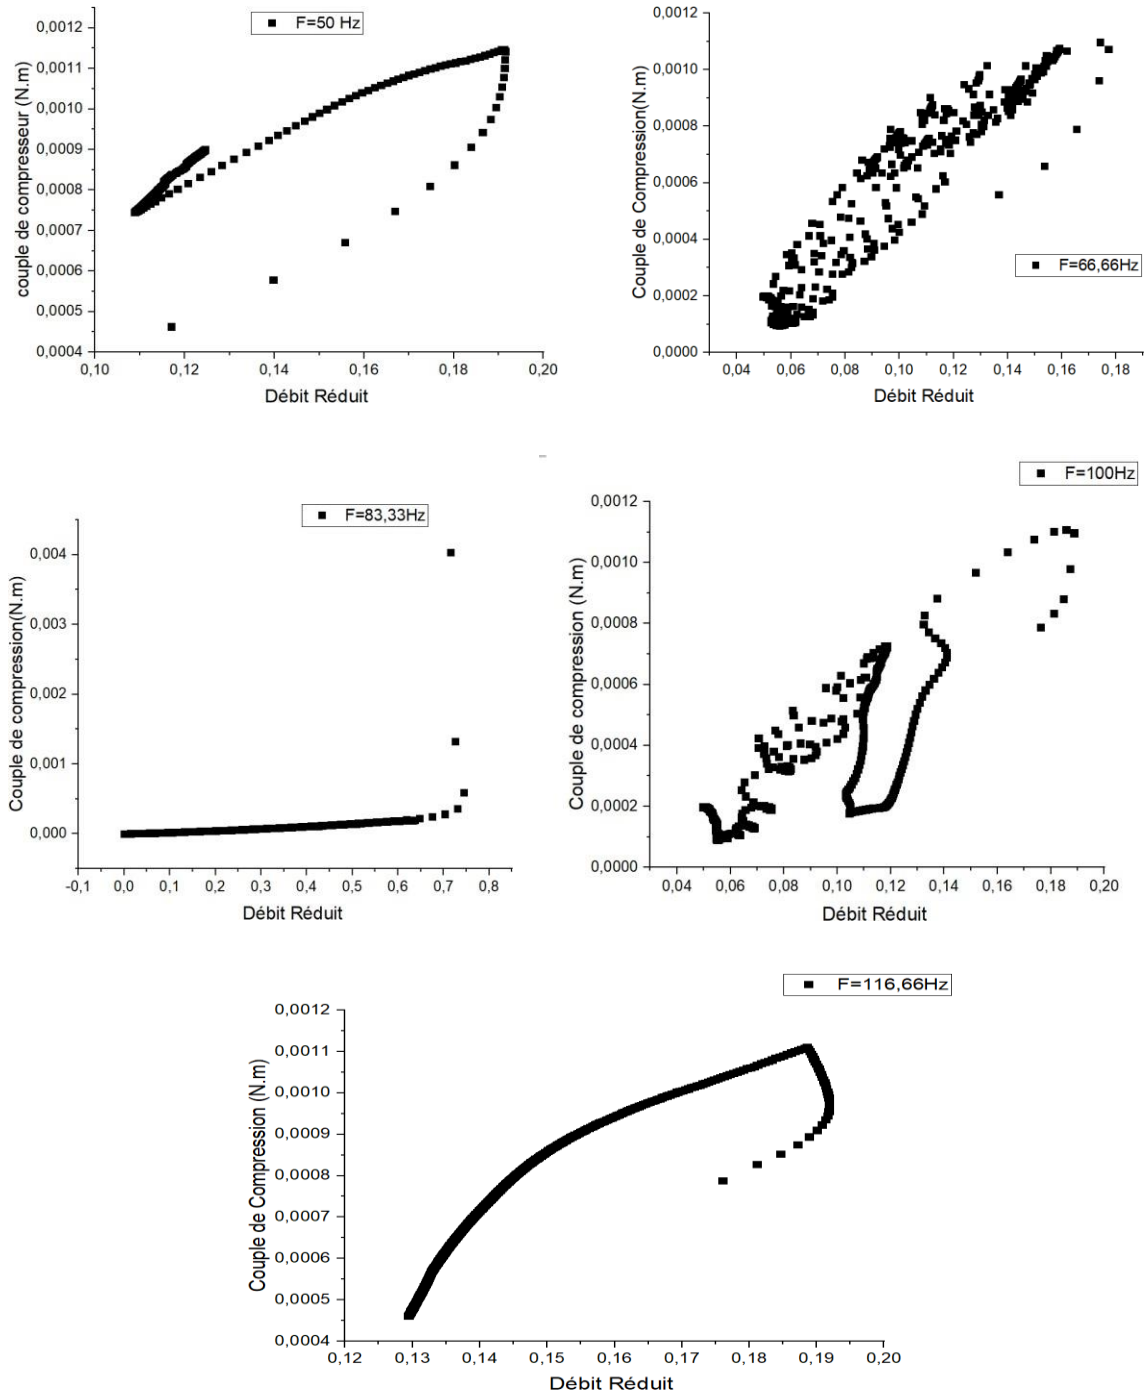 F=50 Hz
couple de compresseur (N.m)
0,0012
0,0011
0,0010
0,0009
0,0008
0,0007
0,0006
0,0005
0,0004
0,10 0,12 0,14 0,16 0,18 0,20
Débit Réduit
F=66,66Hz
Couple de Compression(N.m)
0,0012
0,0010
0,0008
0,0006
0,0004
0,0002
0,0000
0,04 0,06 0,08 0,10 0,12 0,14 0,16 0,18
Débit Réduit
F=83,33Hz
Couple de compression(N.m)
0,004
0,003
0,002
0,001
0,000
-0,1 0,0 0,1 0,2 0,3 0,4 0,5 0,6 0,7 0,8
Débit Réduit
F=100Hz
Couple de compression (N.m)
0,0012
0,0010
0,0008
0,0006
0,0004
0,0002
0,0000
0,04 0,06 0,08 0,10 0,12 0,14 0,16 0,18 0,20
Débit Réduit
F=116,66Hz
Couple de Compression (N.m)
0,0012
0,0011
0,0010
0,0009
0,0008
0,0007
0,0006
0,0005
0,0004
0,12 0,13 0,14 0,15 0,16 0,17 0,18 0,19 0,20
Débit Réduit